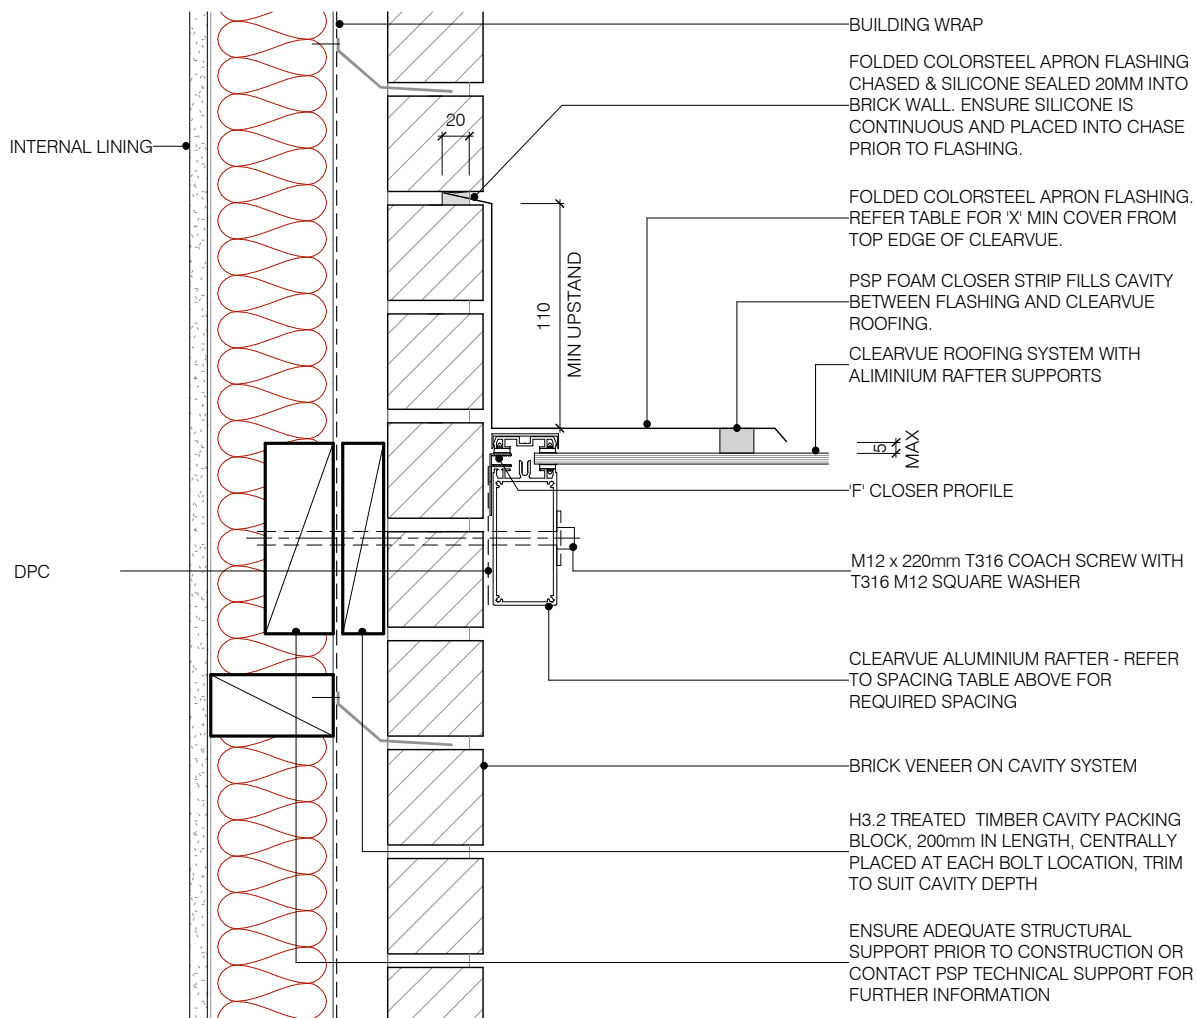 BUILDING WRAP
FOLDED COLORSTEEL APRON FLASHING
CHASED & SILICONE SEALED 20MM INTO
BRICK WALL. ENSURE SILICONE IS
CONTINUOUS AND PLACED INTO CHASE
PRIOR TO FLASHING.
20
INTERNAL LINING
FOLDED COLORSTEEL APRON FLASHING.
REFER TABLE FOR 'X' MIN COVER FROM
TOP EDGE OF CLEARVUE.
110
MIN UPSTAND
PSP FOAM CLOSER STRIP FILLS CAVITY
BETWEEN FLASHING AND CLEARVUE
ROOFING.
CLEARVUE ROOFING SYSTEM WITH
ALIMINIUM RAFTER SUPPORTS
5
MAX
'F' CLOSER PROFILE
M12 x 220mm T316 COACH SCREW WITH
T316 M12 SQUARE WASHER
DPC
CLEARVUE ALUMINIUM RAFTER - REFER
TO SPACING TABLE ABOVE FOR
REQUIRED SPACING
BRICK VENEER ON CAVITY SYSTEM
H3.2 TREATED TIMBER CAVITY PACKING
BLOCK, 200mm IN LENGTH, CENTRALLY
PLACED AT EACH BOLT LOCATION, TRIM
TO SUIT CAVITY DEPTH
ENSURE ADEQUATE STRUCTURAL
SUPPORT PRIOR TO CONSTRUCTION OR
CONTACT PSP TECHNICAL SUPPORT FOR
FURTHER INFORMATION